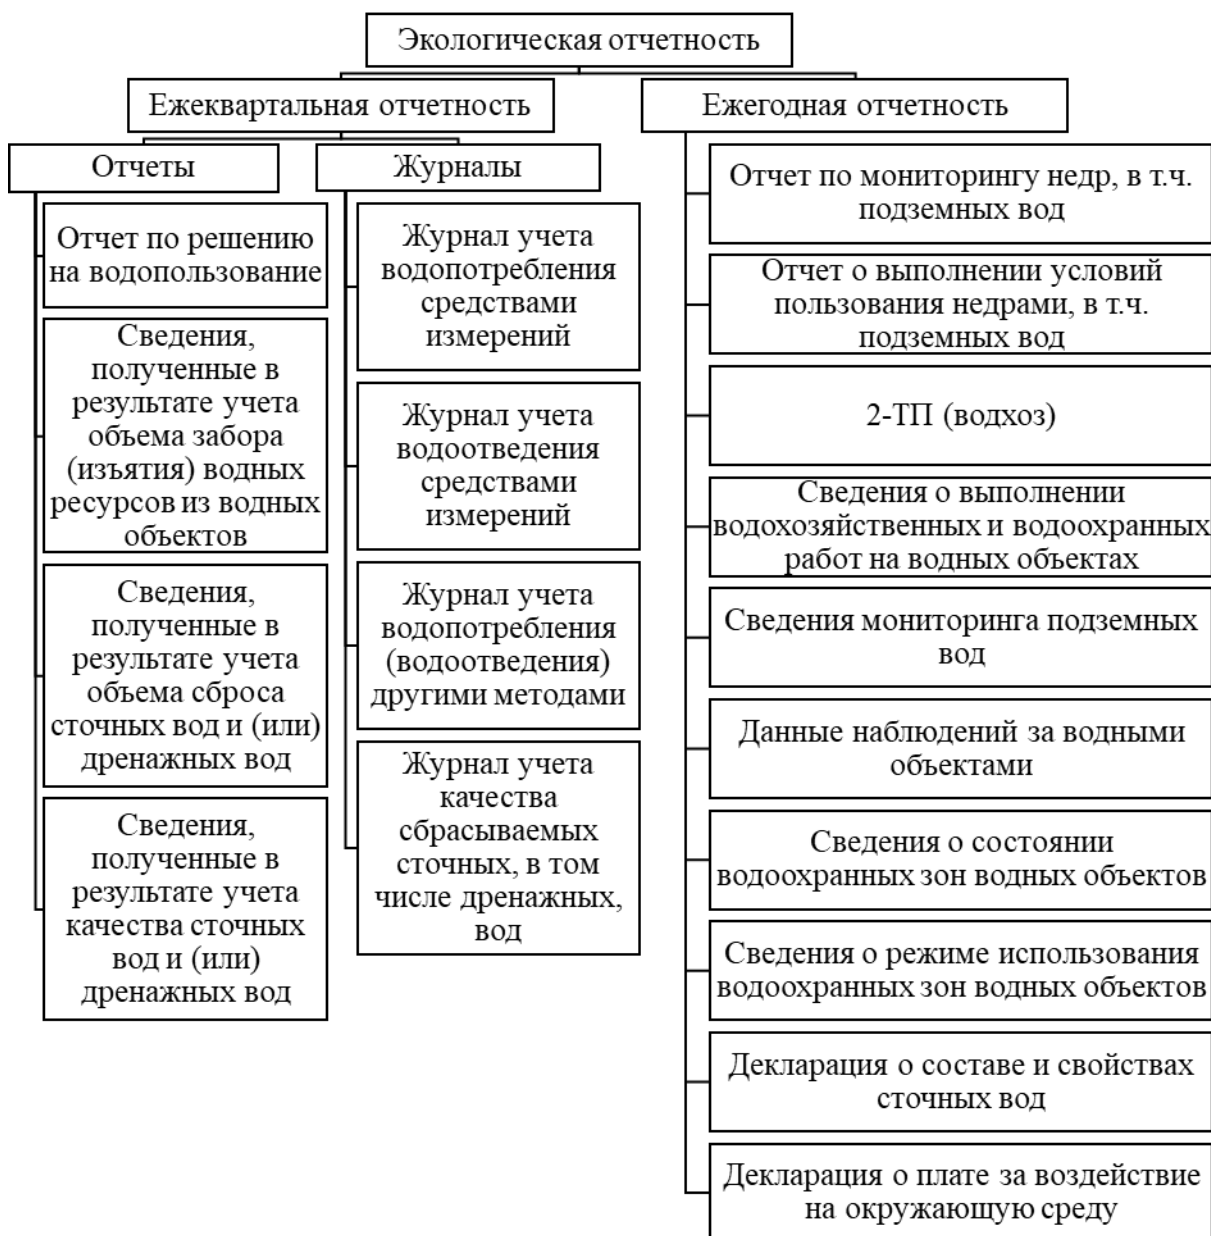 Экологическая отчетность
Ежеквартальная отчетность
Ежегодная отчетность
Отчеты
Журналы
Отчет по решению
на водопользование
Сведения,
полученные в
результате учета
объема забора
(изъятия) водных
ресурсов из водных
объектов
Сведения,
полученные в
результате учета
объема сброса
сточных вод и (или)
дренажных вод
Сведения,
полученные в
результате учета
качества сточных
вод и (или)
дренажных вод
Журнал учета
водопотребления
средствами
измерений
Журнал учета
водоотведения
средствами
измерений
Журнал учета
водопотребления
(водоотведения)
другими методами
Журнал учета
качества
сбрасываемых
сточных, в том
числе дренажных,
вод
Отчет по мониторингу недр, в т.ч.
подземных вод
Отчет о выполнении условий
пользования недрами, в т.ч.
подземных вод
2-ТП (водхоз)
Сведения о выполнении
водохозяйственных и водоохранных
работ на водных объектах
Сведения мониторинга подземных
вод
Данные наблюдений за водными
объектами
Сведения о состоянии
водоохранных зон водных объектов
Сведения о режиме использования
водоохранных зон водных объектов
Декларация о составе и свойствах
сточных вод
Декларация о плате за воздействие
на окружающую среду